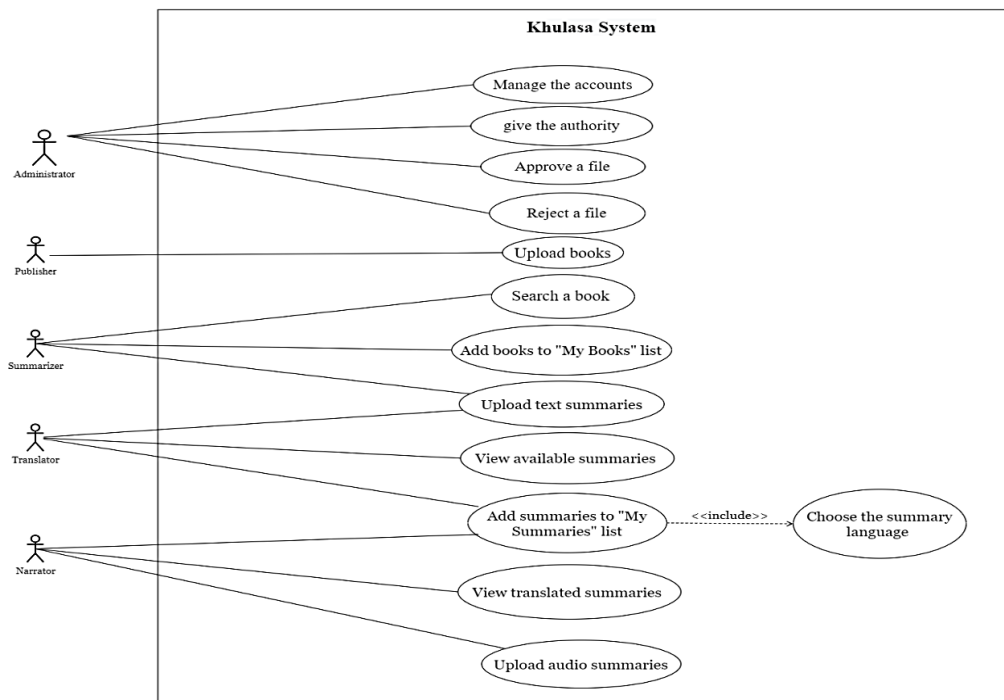 Khulasa System
Manage the accounts
give the authority
Approve a file
Administrator
Reject a file
Upload books
Publisher
Search a book
Add books to "My Books" list
Summarizer
Upload text summaries
View available summaries
Translator
Add summaries to "My
Summaries" list
<<include>>
Choose the summary
language
Narrator
View translated summaries
Upload audio summaries